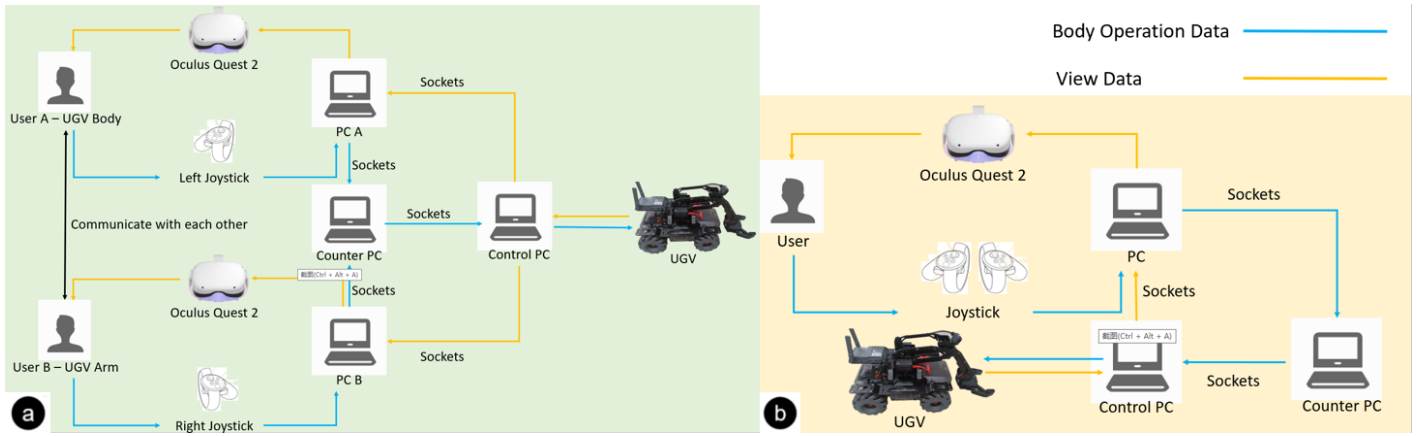 Oculus Quest 2
User A – UGV Body
PC A
Sockets
Left Joystick
Sockets
Communicate with each other
Counter PC
Sockets
Control PC
UGV
截图(Ctrl + Alt + A)
Sockets
Oculus Quest 2
User B – UGV Arm
PC B
Sockets
Right Joystick
a
Body Operation Data
View Data
Oculus Quest 2
User
PC
Sockets
Joystick
Sockets
截图(Ctrl + Alt + A)
UGV
Control PC
Sockets
Counter PC
b